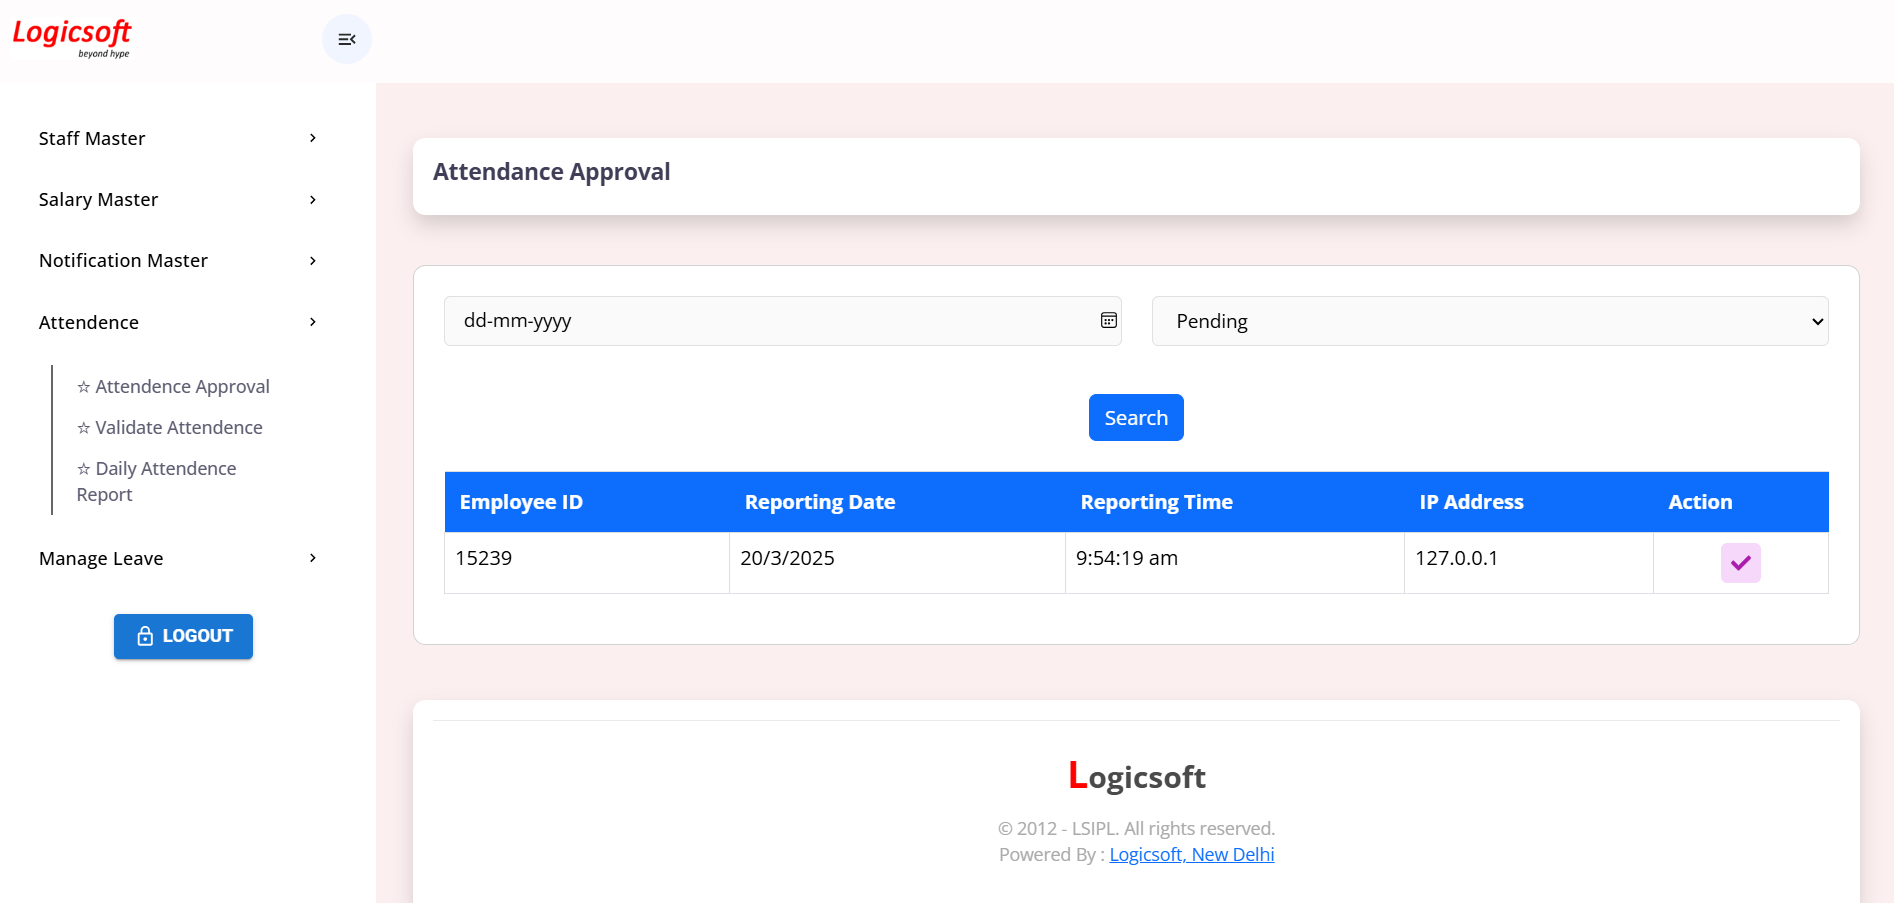 Logicsoft
beyond hype
Staff Master
Salary Master
Notification Master
Attendence
☆ Attendence Approval
☆ Validate Attendence
☆ Daily Attendence
Report
Manage Leave
LOGOUT
Attendance Approval
dd-mm-yyyy
Pending
Search
Employee ID Reporting Date Reporting Time IP Address Action
15239 20/3/2025 9:54:19 am 127.0.0.1
Logicsoft
© 2012 - LSIPL. All rights reserved.
Powered By : Logicsoft, New Delhi